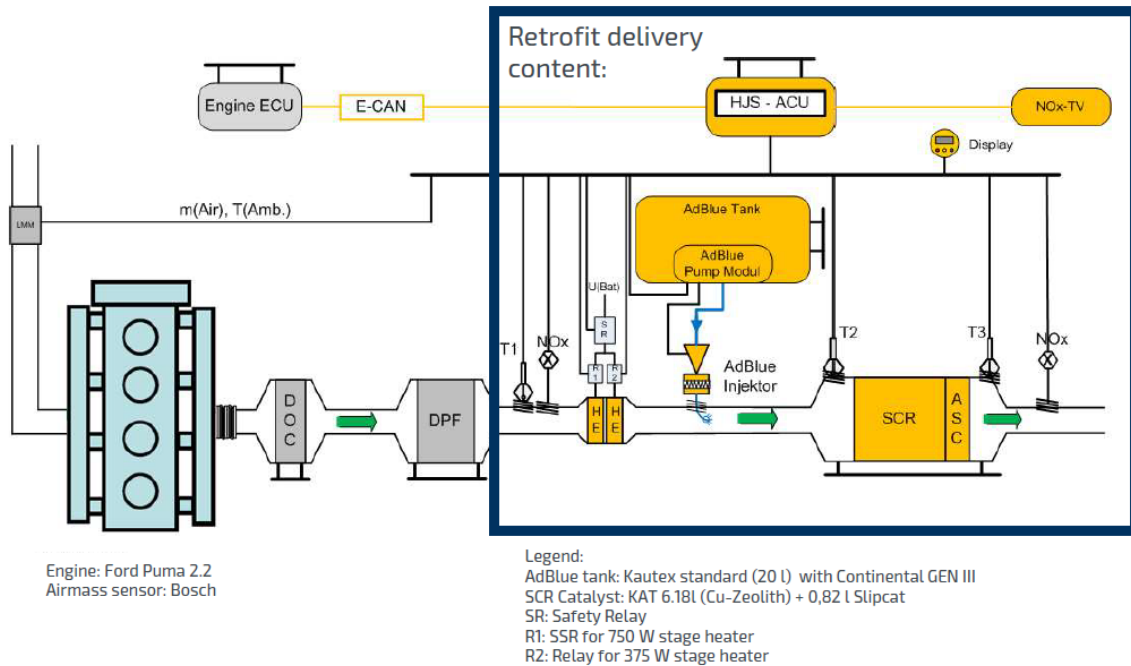 Retrofit delivery
content:
Engine ECU
E-CAN
HJS - ACU
NOx-TV
Display
m(Air), T(Amb.)
LMM
AdBlue Tank
AdBlue
Pump Modul
U(Bat)
S
R
R
1
R
2
T1
NOx
AdBlue
Injektor
T2
T3
NOx
D
O
C
DPF
H
E
H
E
SCR
A
S
C
Engine: Ford Puma 2.2
Airmass sensor: Bosch
Legend:
AdBlue tank: Kautex standard (20 l) with Continental GEN III
SCR Catalyst: KAT 6.18l (Cu-Zeolith) + 0,82 l Slipcat
SR: Safety Relay
R1: SSR for 750 W stage heater
R2: Relay for 375 W stage heater